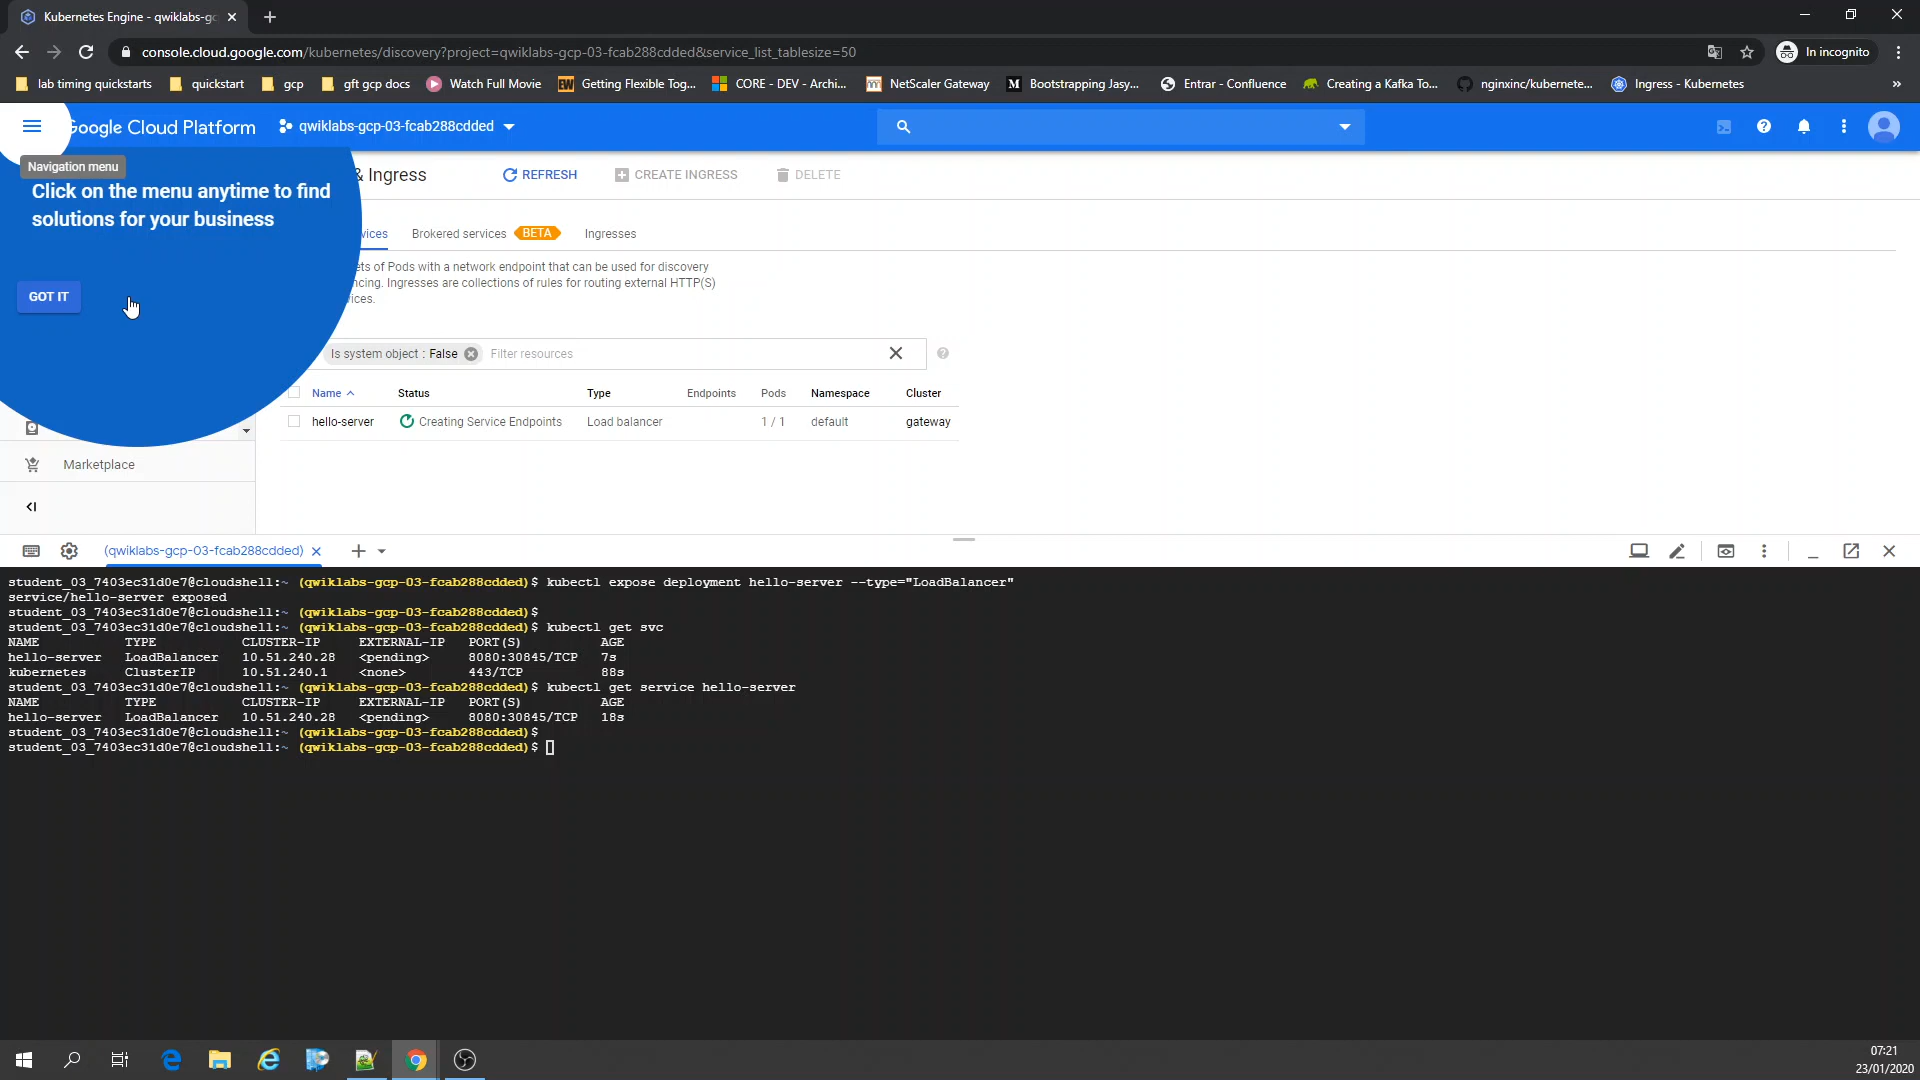 Kubernetes Engine - qwiklabs-gc
console.cloud.google.com/kubernetes/discovery?project=qwiklabs-gcp-03-fcab288cdded&service_list_tablesize=50
In incognito
lab timing quickstarts
quickstart
gcp
gft gcp docs
Watch Full Movie
Getting Flexible Tog...
CORE - DEV - Archi...
NetScaler Gateway
Bootstrapping Jasy...
Entrar - Confluence
Creating a Kafka To...
nginxinc/kubernete...
Ingress - Kubernetes
»
Google Cloud Platform
qwiklabs-gcp-03-fcab288cdded
Navigation menu
Click on the menu anytime to find
solutions for your business
GOT IT
& Ingress
REFRESH
CREATE INGRESS
DELETE
vices
Brokered services BETA
Ingresses
ets of Pods with a network endpoint that can be used for discovery
ncing. Ingresses are collections of rules for routing external HTTP(S)
vices.
Is system object : False
Filter resources
Name Status Type Endpoints Pods Namespace Cluster
hello-server Creating Service Endpoints Load balancer 1 / 1 default gateway
Marketplace
(qwiklabs-gcp-03-fcab288cdded)
student_03_7403ec31d0e7@cloudshell:~ (qwiklabs-gcp-03-fcab288cdded)$ kubectl expose deployment hello-server --type="LoadBalancer"
service/hello-server exposed
student_03_7403ec31d0e7@cloudshell:~ (qwiklabs-gcp-03-fcab288cdded)$
student_03_7403ec31d0e7@cloudshell:~ (qwiklabs-gcp-03-fcab288cdded)$ kubectl get svc
NAME TYPE CLUSTER-IP EXTERNAL-IP PORT(S) AGE
hello-server LoadBalancer 10.51.240.28 <pending> 8080:30845/TCP 7s
kubernetes ClusterIP 10.51.240.1 <none> 443/TCP 88s
student_03_7403ec31d0e7@cloudshell:~ (qwiklabs-gcp-03-fcab288cdded)$ kubectl get service hello-server
NAME TYPE CLUSTER-IP EXTERNAL-IP PORT(S) AGE
hello-server LoadBalancer 10.51.240.28 <pending> 8080:30845/TCP 18s
student_03_7403ec31d0e7@cloudshell:~ (qwiklabs-gcp-03-fcab288cdded)$
student_03_7403ec31d0e7@cloudshell:~ (qwiklabs-gcp-03-fcab288cdded)$
07:21
23/01/2020